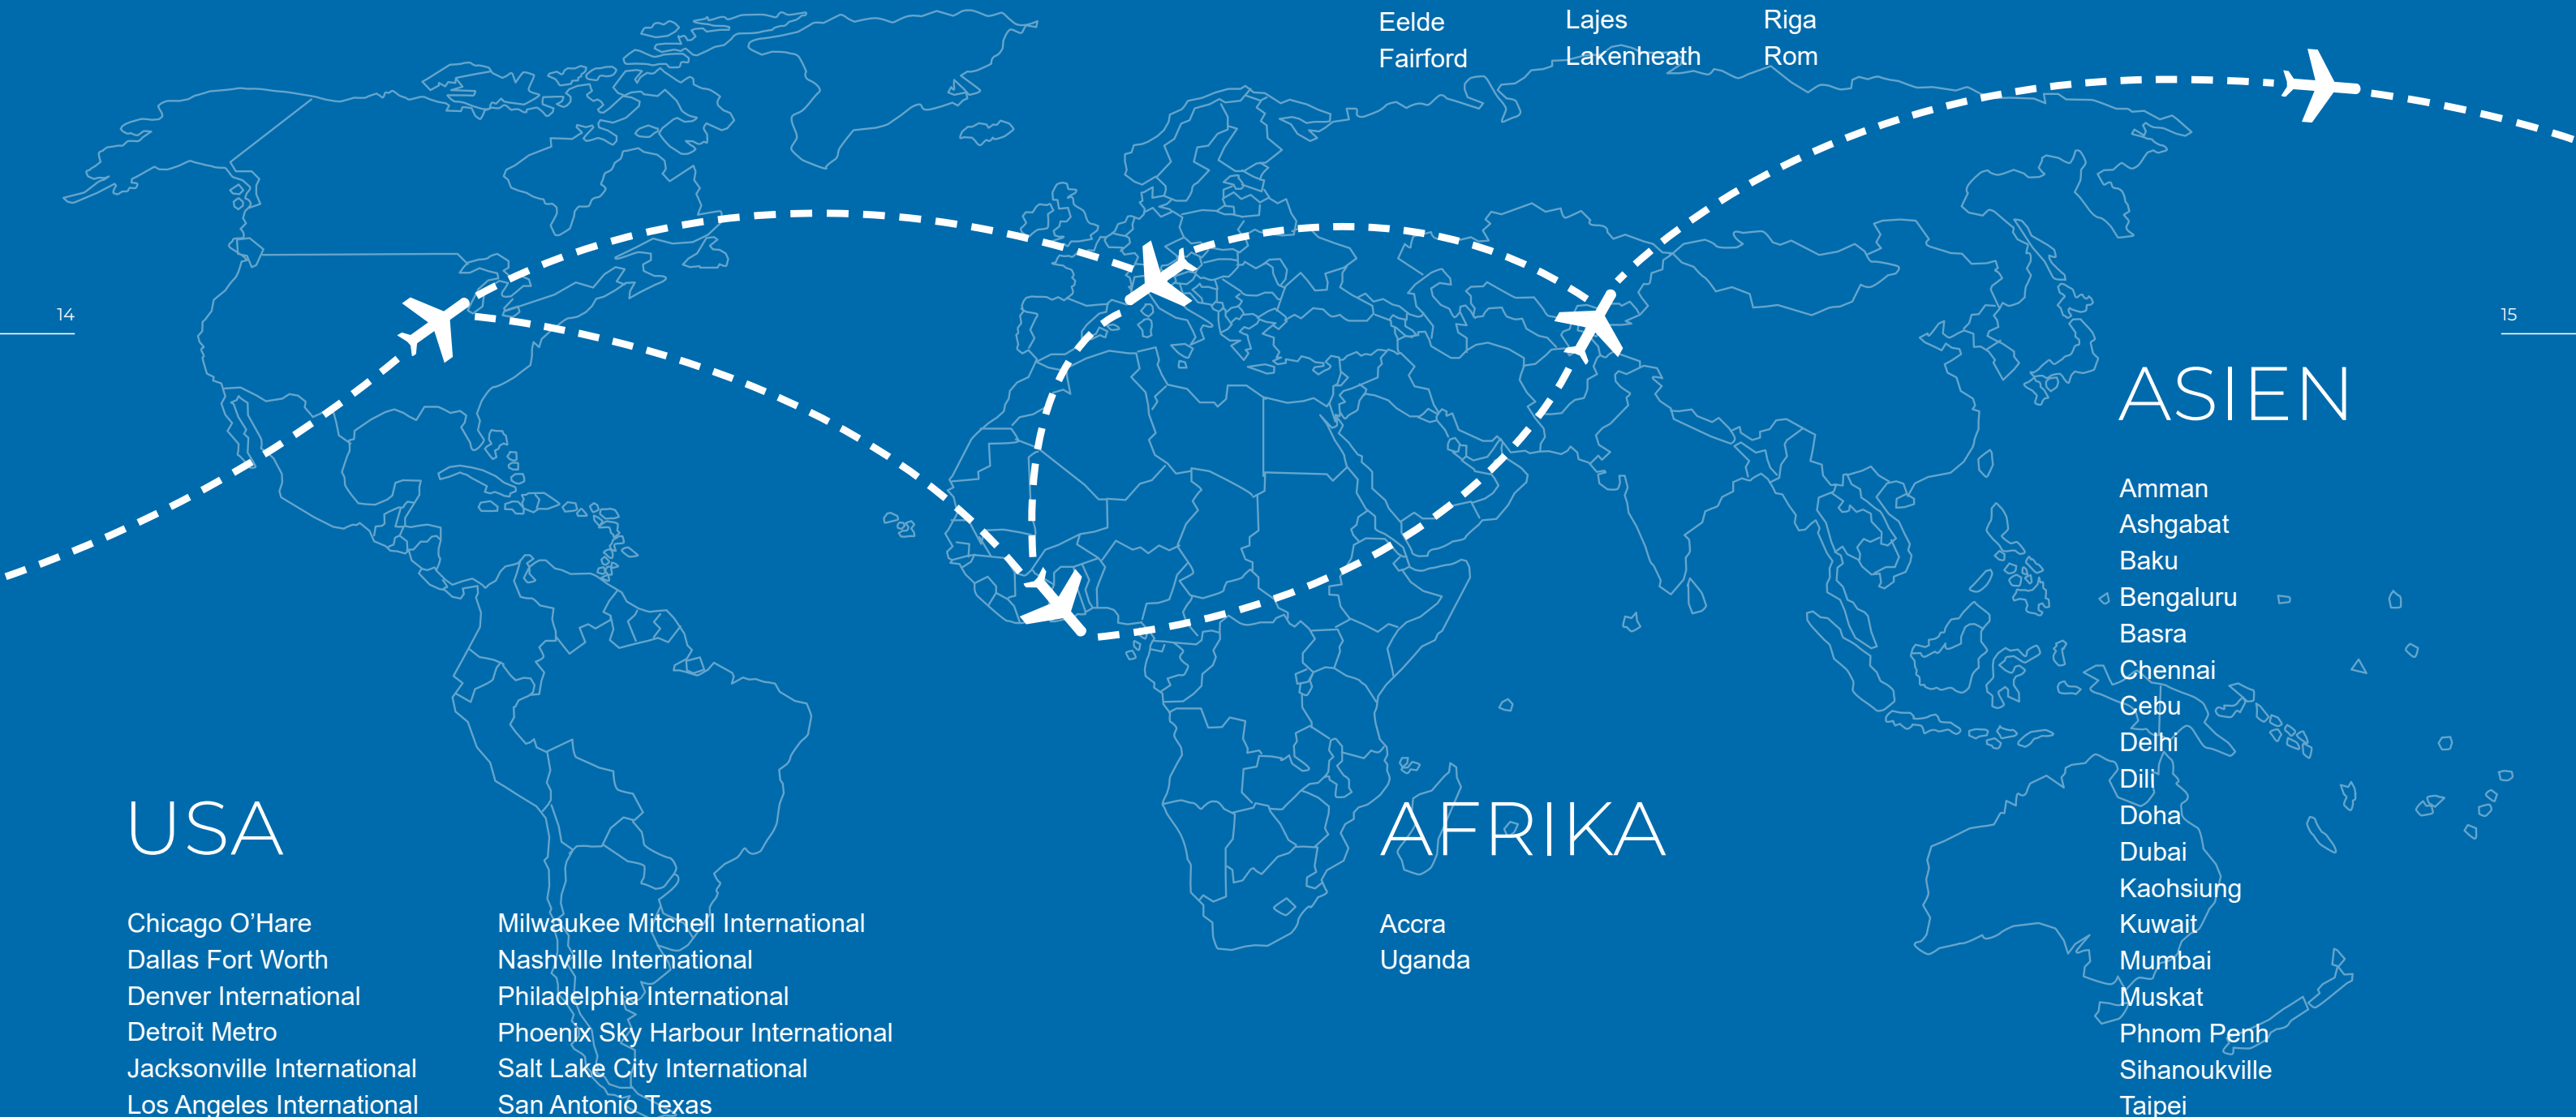 Eelde
Fairford
Lajes
Lakenheath
Riga
Rom
14
15
ASIEN
Amman
Ashgabat
Baku
Bengaluru
Basra
Chennai
Cebu
Delhi
Dili
Doha
Dubai
Kaohsiung
Kuwait
Mumbai
Muskat
Phnom Penh
Sihanoukville
Taipei
USA
Chicago O’Hare
Dallas Fort Worth
Denver International
Detroit Metro
Jacksonville International
Los Angeles International
Milwaukee Mitchell International
Nashville International
Philadelphia International
Phoenix Sky Harbour International
Salt Lake City International
San Antonio Texas
AFRIKA
Accra
Uganda